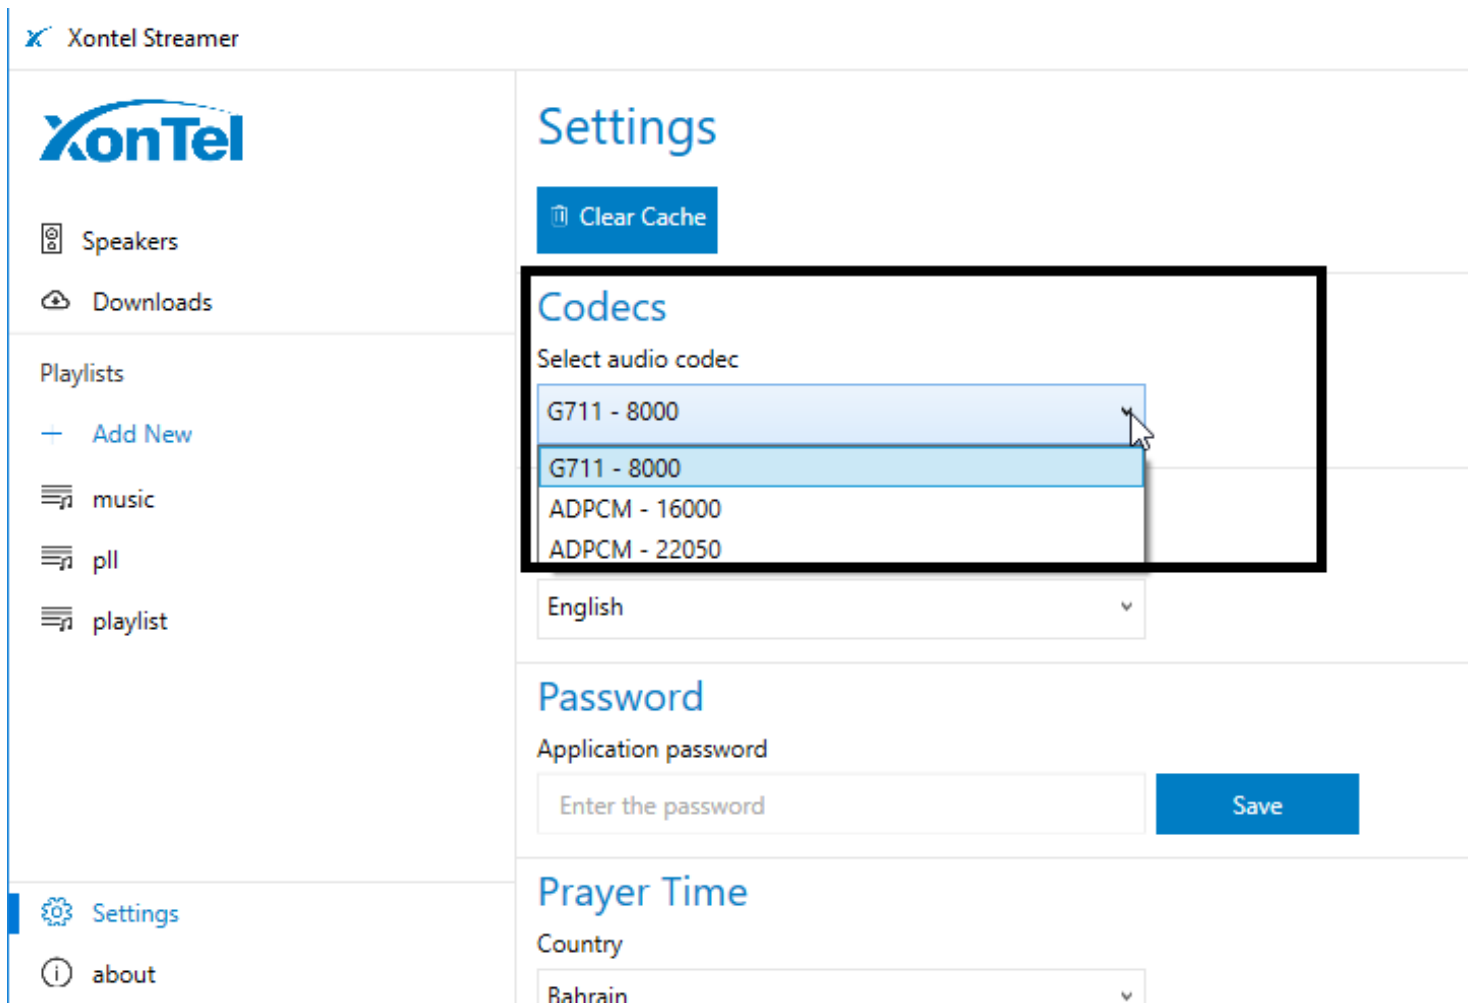 Xontel Streamer
XonTel
Speakers
Downloads
Playlists
Add New
music
pll
playlist
Settings
about
Settings
Clear Cache
Codecs
Select audio codec
G711 - 8000
G711 - 8000
ADPCM - 16000
ADPCM - 22050
English
Password
Application password
Enter the password
Save
Prayer Time
Country
Bahrain